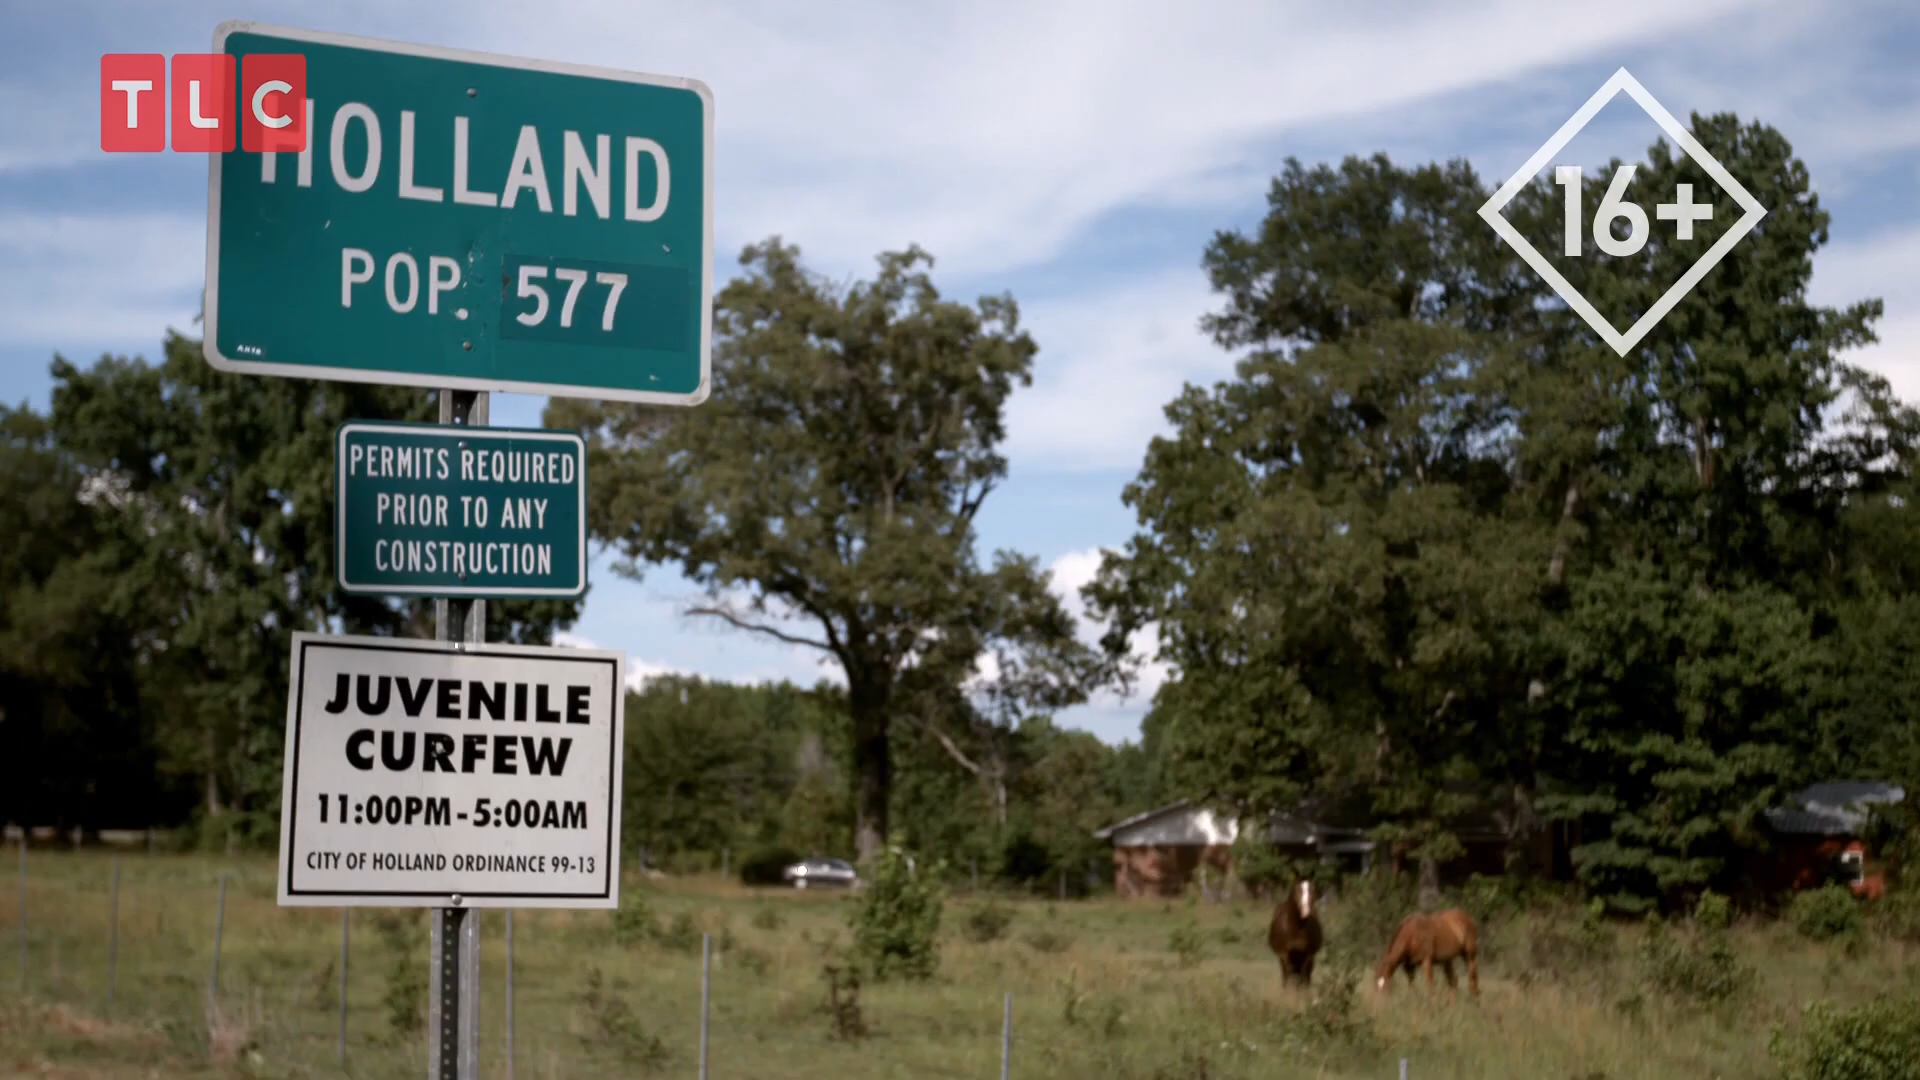 TLC
HOLLAND
POP. 577
PERMITS REQUIRED
PRIOR TO ANY
CONSTRUCTION
JUVENILE
CURFEW
11:00PM-5:00AM
CITY OF HOLLAND ORDINANCE 99-13
16+